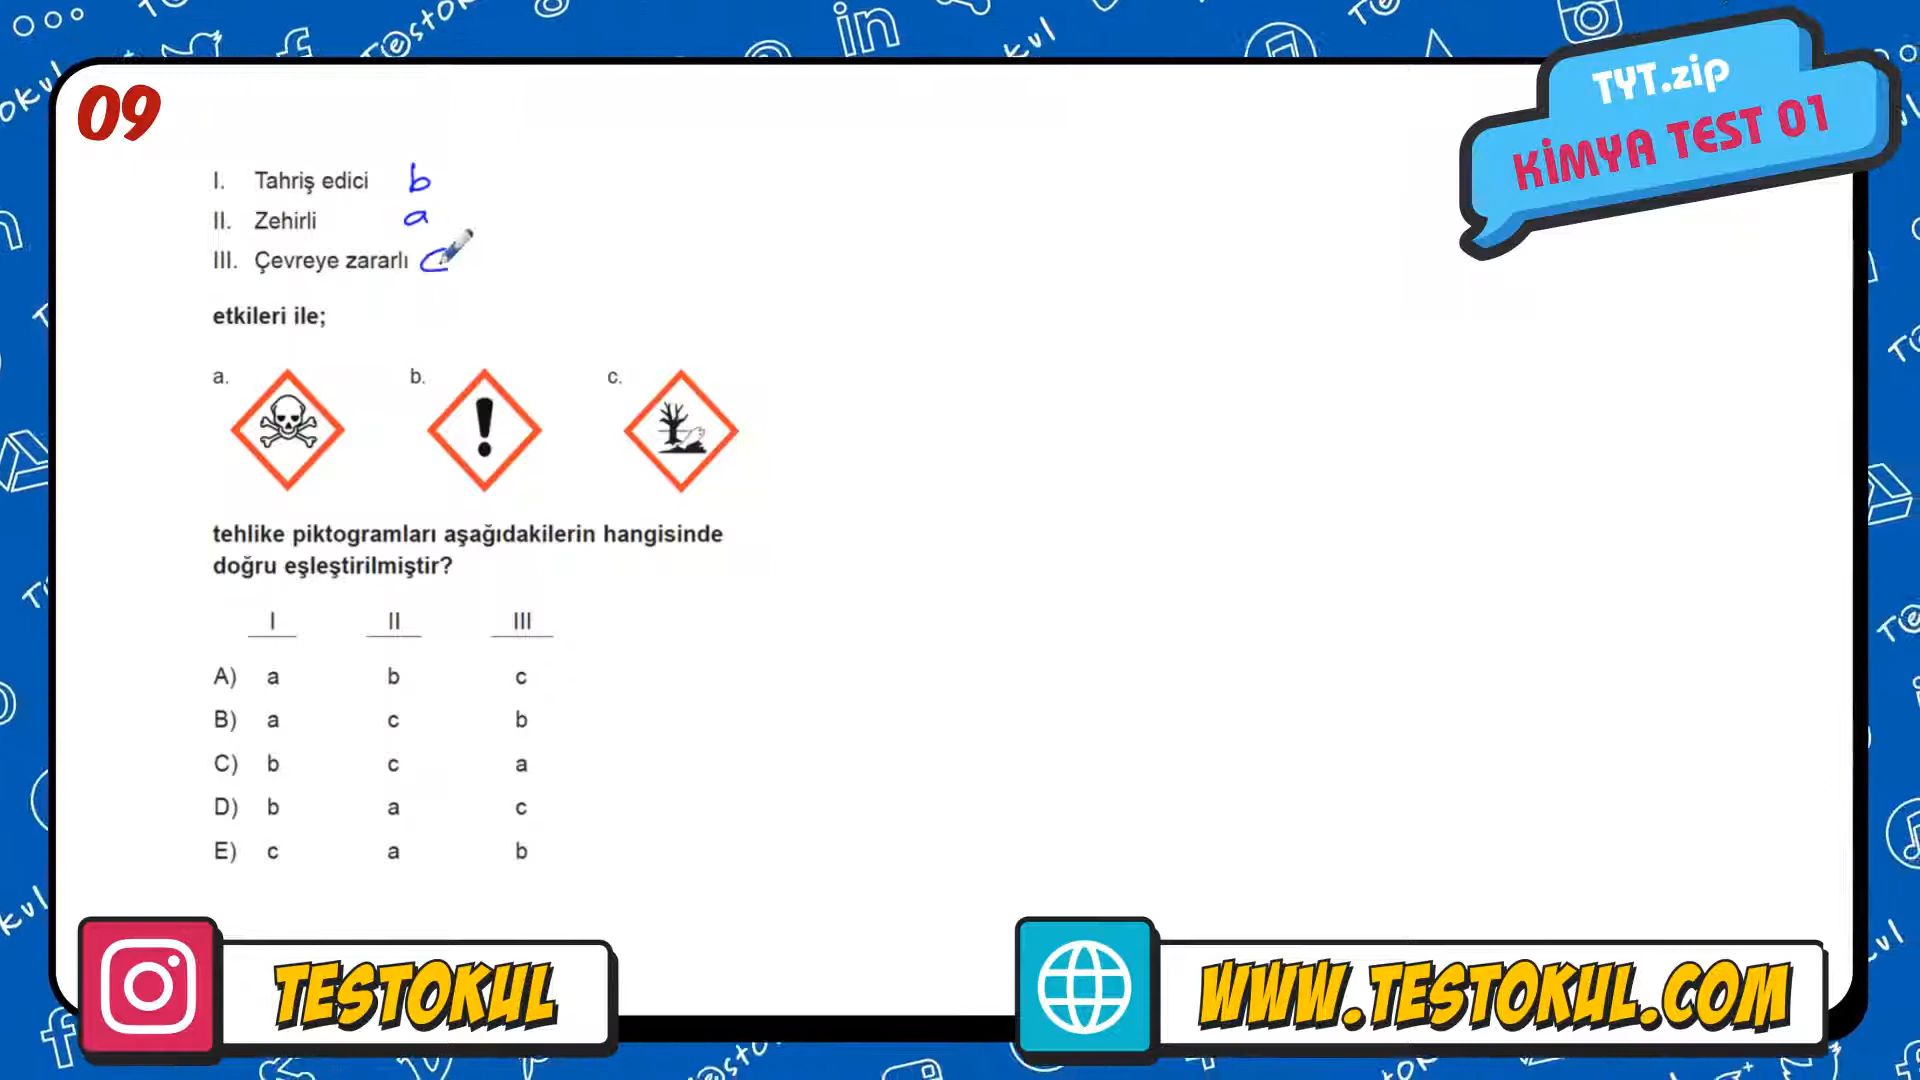 09
TYT.zip
KİMYA TEST 01
I. Tahriş edici b
II. Zehirli a
III. Çevreye zararlı c
etkileri ile;
a. b. c.
tehlike piktogramları aşağıdakilerin hangisinde
doğru eşleştirilmiştir?
I II III
A) a b c
B) a c b
C) b c a
D) b a c
E) c a b
TESTOKUL
WWW.TESTOKUL.COM